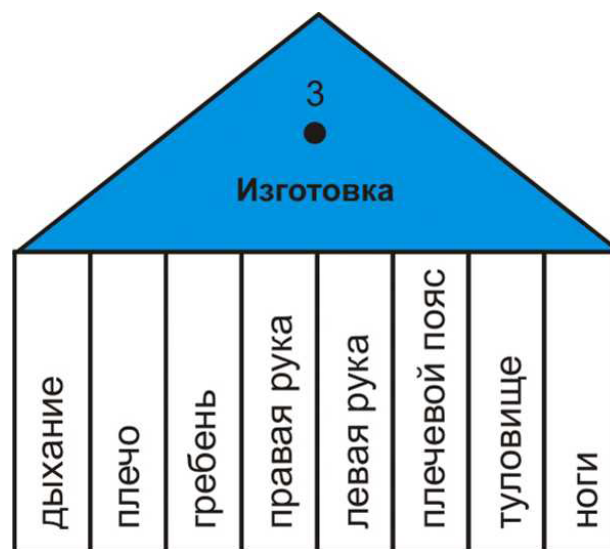 3
Изготовка
дыхание
плечо
гребень
правая рука
левая рука
плечевой пояс
туловище
ноги